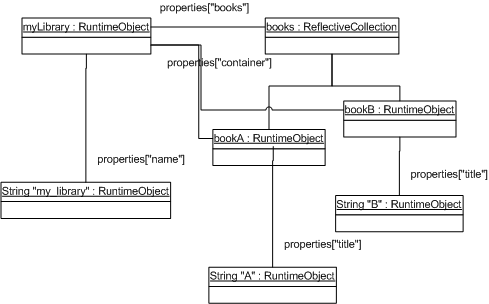 properties["books"]
myLibrary : RuntimeObject
books : ReflectiveCollection
properties["container"]
bookB : RuntimeObject
bookA : RuntimeObject
properties["name"]
properties["title"]
String "my_library" : RuntimeObject
String "B" : RuntimeObject
properties["title"]
String "A" : RuntimeObject